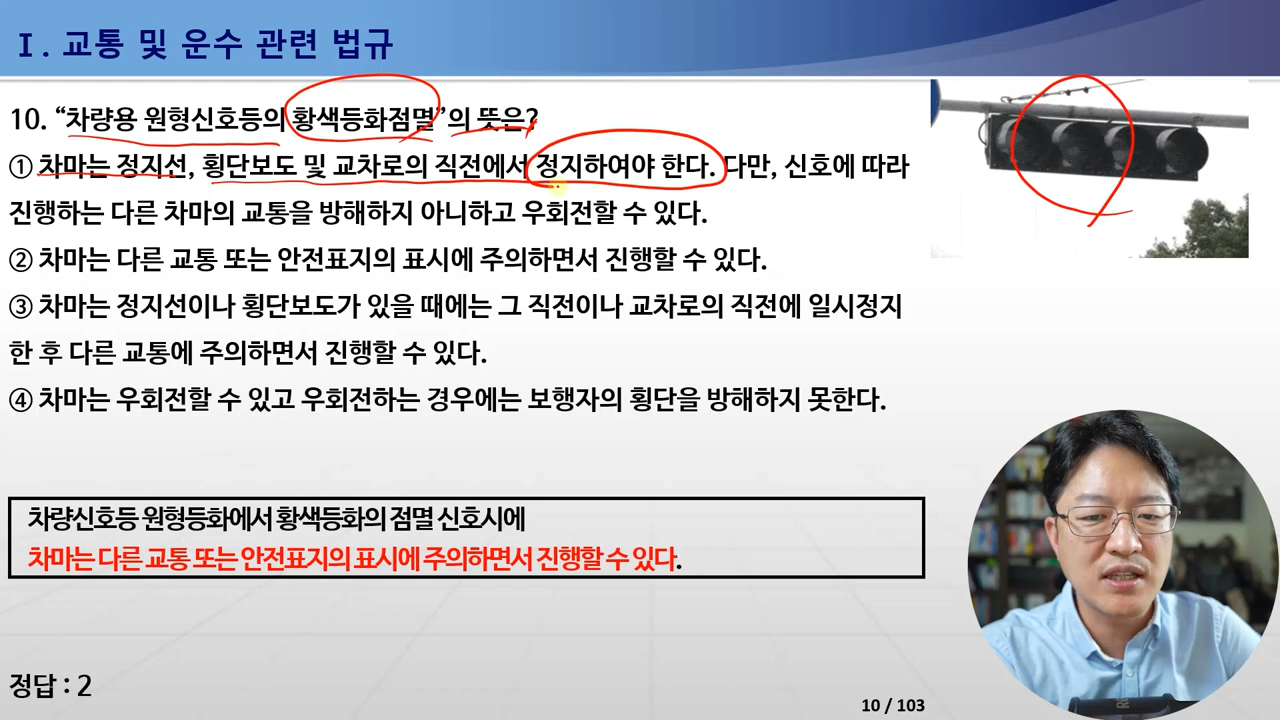 Ⅰ. 교통 및 운수 관련 법규
10. “차량용 원형신호등의 황색등화점멸”의 뜻은?
① 차마는 정지선, 횡단보도 및 교차로의 직전에서 정지하여야 한다. 다만, 신호에 따라
진행하는 다른 차마의 교통을 방해하지 아니하고 우회전할 수 있다.
② 차마는 다른 교통 또는 안전표지의 표시에 주의하면서 진행할 수 있다.
③ 차마는 정지선이나 횡단보도가 있을 때에는 그 직전이나 교차로의 직전에 일시정지
한 후 다른 교통에 주의하면서 진행할 수 있다.
④ 차마는 우회전할 수 있고 우회전하는 경우에는 보행자의 횡단을 방해하지 못한다.
차량신호등 원형등화에서 황색등화의 점멸 신호시에
차마는 다른 교통 또는 안전표지의 표시에 주의하면서 진행할 수 있다.
정답 : 2
10 / 103